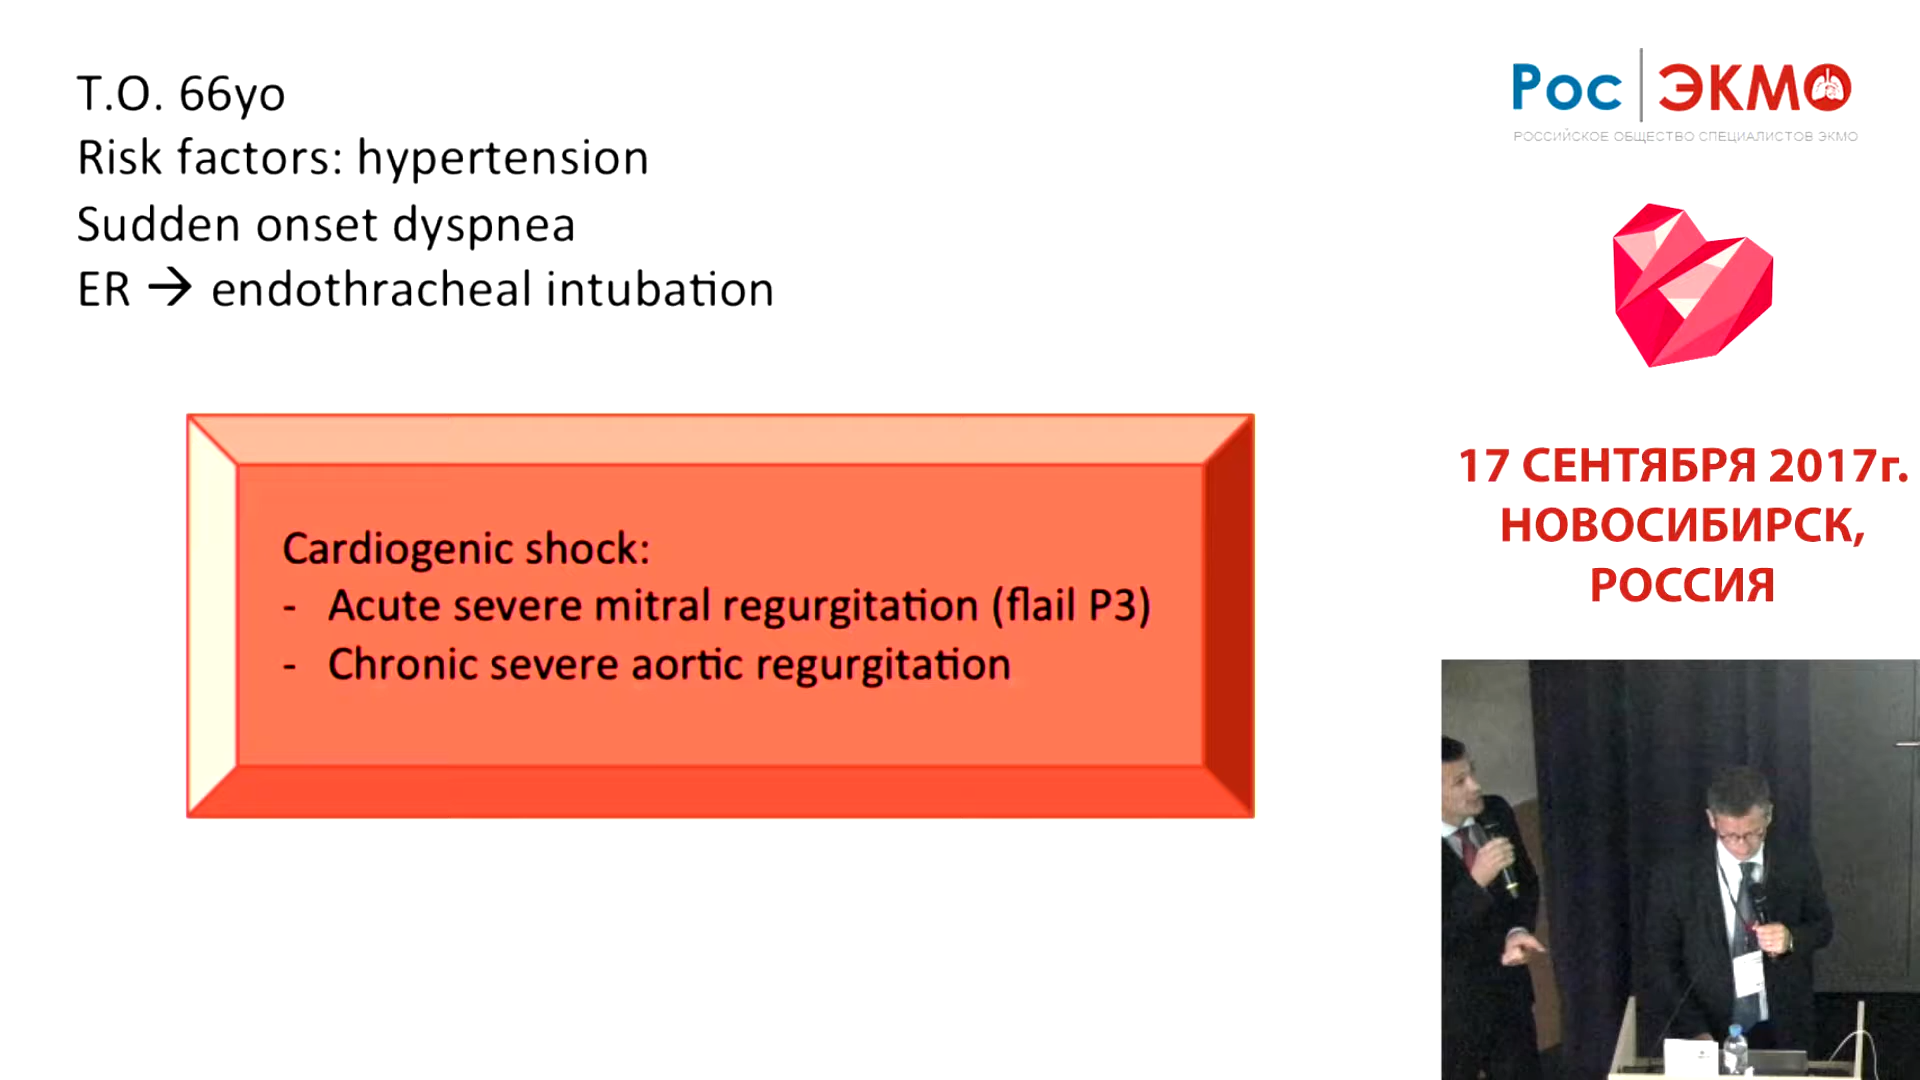 T.O. 66yo
Risk factors: hypertension
Sudden onset dyspnea
ER → endothracheal intubation
Cardiogenic shock:
- Acute severe mitral regurgitation (flail P3)
- Chronic severe aortic regurgitation
Рос ЭКМО
РОССИЙСКОЕ ОБЩЕСТВО СПЕЦИАЛИСТОВ ЭКМО
17 СЕНТЯБРЯ 2017г.
НОВОСИБИРСК,
РОССИЯ